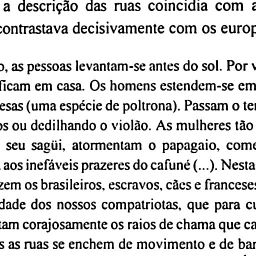 a descrição das ruas coincidia com a
contrastava decisivamente com os europ
o, as pessoas levantam-se antes do sol. Por v
ficam em casa. Os homens estendem-se em
esas (uma espécie de poltrona). Passam o te
os ou dedilhando o violão. As mulheres tão
seu sagüi, atormentam o papagaio, come
aos inefáveis prazeres do cafuné (...). Nesta
zem os brasileiros, escravos, cães e franceses
dade dos nossos compatriotas, que para cu
tam corajosamente os raios de chama que ca
s as ruas se enchem de movimento e de bar